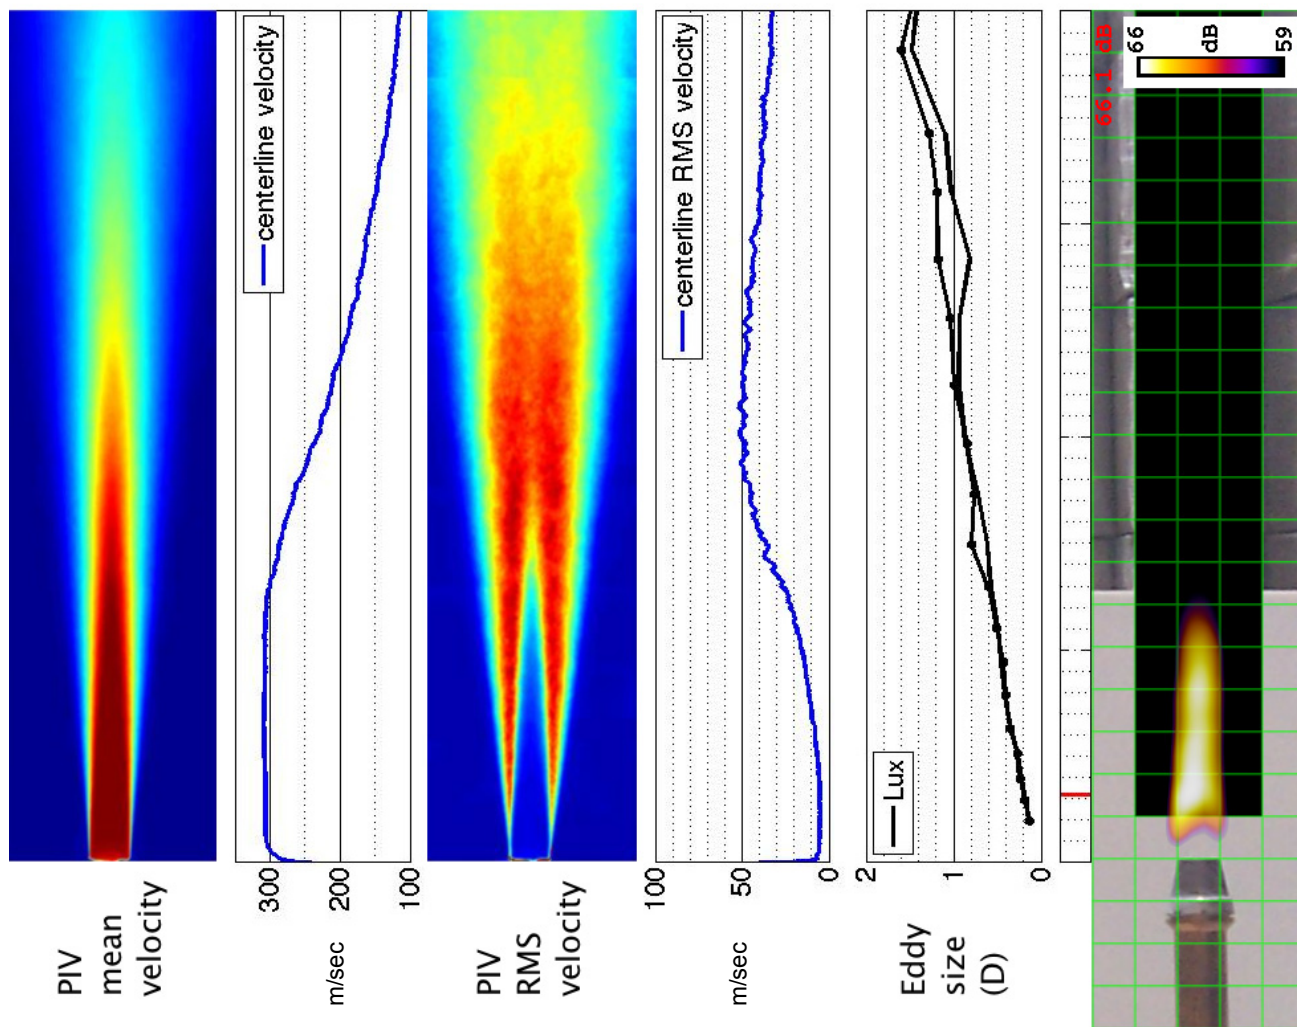 PIV
mean
velocity
300
200
100
m/sec
centerline velocity
PIV
RMS
velocity
100
50
0
m/sec
centerline RMS velocity
Eddy
size
(D)
2
1
0
Lux
66.1 dB
66
dB
59